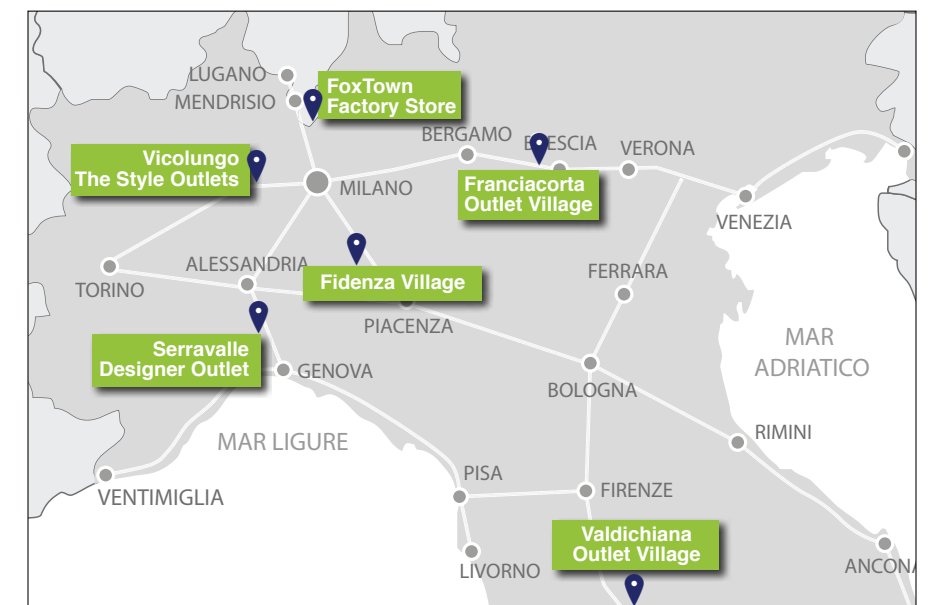 LUGANO
MENDRISIO
FoxTown
Factory Store
BERGAMO
BRESCIA
VERONA
Vicolungo
The Style Outlets
MILANO
Franciacorta
Outlet Village
VENEZIA
ALESSANDRIA
TORINO
Fidenza Village
FERRARA
PIACENZA
MAR
ADRIATICO
Serravalle
Designer Outlet
GENOVA
BOLOGNA
MAR LIGURE
RIMINI
PISA
VENTIMIGLIA
FIRENZE
Valdichiana
Outlet Village
LIVORNO
ANCONA